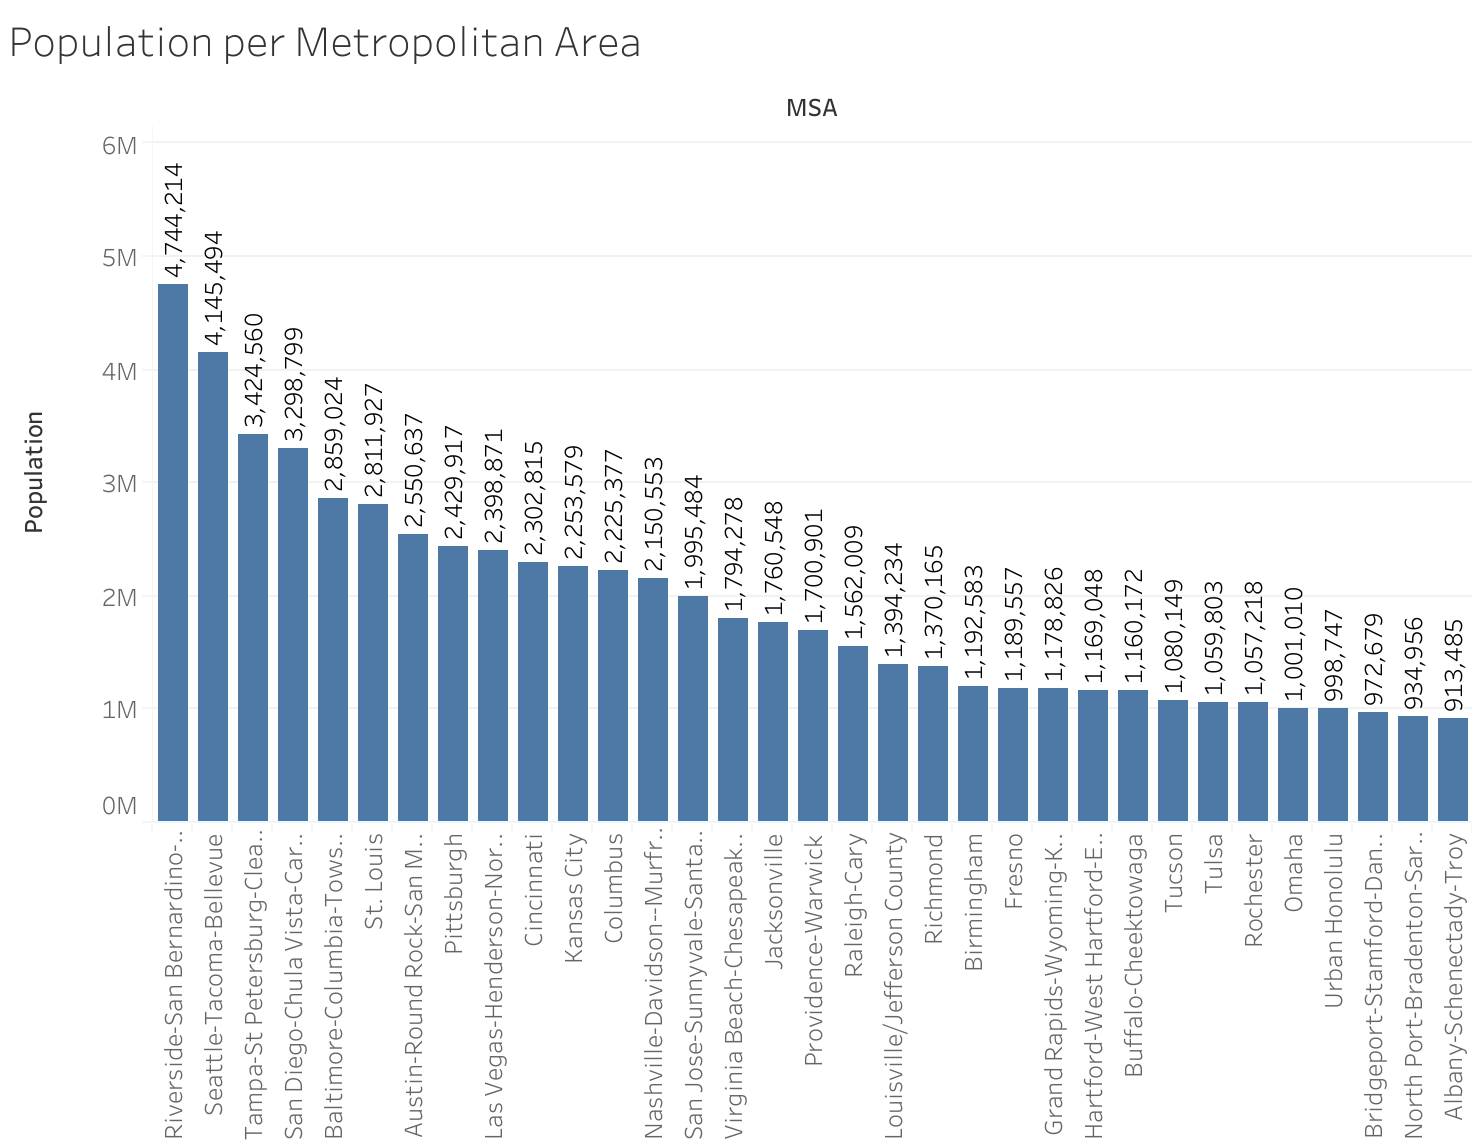 Population per Metropolitan Area
MSA
Population
6M
5M
4M
3M
2M
1M
0M
4,744,214
4,145,494
3,424,560
3,298,799
2,859,024
2,811,927
2,550,637
2,429,917
2,398,871
2,302,815
2,253,579
2,225,377
2,150,553
1,995,484
1,794,278
1,760,548
1,700,901
1,562,009
1,394,234
1,370,165
1,192,583
1,189,557
1,178,826
1,169,048
1,160,172
1,080,149
1,059,803
1,057,218
1,001,010
998,747
972,679
934,956
913,485
Riverside-San Bernardino-..
Seattle-Tacoma-Bellevue
Tampa-St Petersburg-Clea..
San Diego-Chula Vista-Car..
Baltimore-Columbia-Tows..
St. Louis
Austin-Round Rock-San M..
Pittsburgh
Las Vegas-Henderson-Nor..
Cincinnati
Kansas City
Columbus
Nashville-Davidson--Murfr..
San Jose-Sunnyvale-Santa..
Virginia Beach-Chesapeak..
Jacksonville
Providence-Warwick
Raleigh-Cary
Louisville/Jefferson County
Richmond
Birmingham
Fresno
Grand Rapids-Wyoming-K..
Hartford-West Hartford-E..
Buffalo-Cheektowaga
Tucson
Tulsa
Rochester
Omaha
Urban Honolulu
Bridgeport-Stamford-Dan..
North Port-Bradenton-Sar..
Albany-Schenectady-Troy